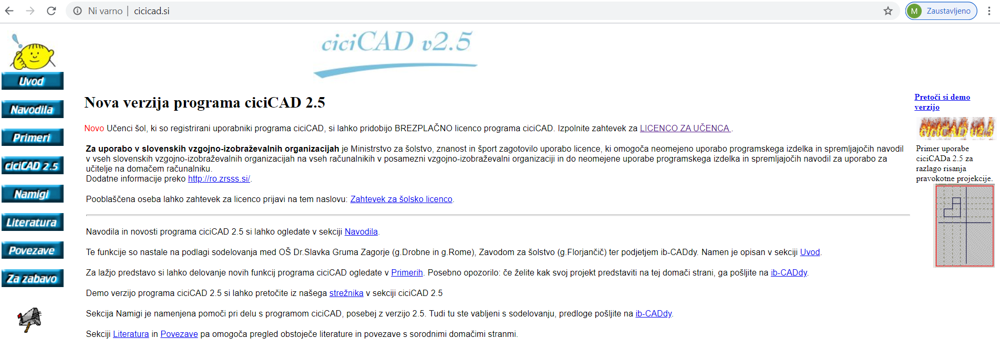 Ni varno | cicicad.si
M Zaustavljeno
ciciCAD v2.5
Uvod
Navodila
Primeri
ciciCAD 2.5
Namigi
Literatura
Povezave
Za zabavo
Nova verzija programa ciciCAD 2.5
Novo Učenci šol, ki so registrirani uporabniki programa ciciCAD, si lahko pridobijo BREZPLAČNO licenco programa ciciCAD. Izpolnite zahtevek za LICENCO ZA UČENCA .
Za uporabo v slovenskih vzgojno-izobraževalnih organizacijah je Ministrstvo za šolstvo, znanost in šport zagotovilo uporabo licence, ki omogoča neomejeno uporabo programskega izdelka in spremljajočih navodil
v vseh slovenskih vzgojno-izobraževalnih organizacijah na vseh računalnikih v posamezni vzgojno-izobraževalni organizaciji in do neomejene uporabe programskega izdelka in spremljajočih navodil za uporabo za
učitelje na domačem računalniku.
Dodatne informacije preko http://ro.zrsss.si/.
Pooblaščena oseba lahko zahtevek za licenco prijavi na tem naslovu: Zahtevek za šolsko licenco.
Navodila in novosti programa ciciCAD 2.5 si lahko ogledate v sekciji Navodila.
Te funkcije so nastale na podlagi sodelovanja med OŠ Dr.Slavka Gruma Zagorje (g.Drobne in g.Rome), Zavodom za šolstvo (g.Florjančič) ter podjetjem ib-CADdy. Namen je opisan v sekciji Uvod.
Za lažjo predstavo si lahko delovanje novih funkcij programa ciciCAD ogledate v Primerih. Posebno opozorilo: če želite kak svoj projekt predstaviti na tej domači strani, ga pošljite na ib-CADdy.
Demo verzijo programa ciciCAD 2.5 si lahko pretočite iz našega strežnika v sekciji ciciCAD 2.5
Sekcija Namigi je namenjena pomoči pri delu s programom ciciCAD, posebej z verzijo 2.5. Tudi tu ste vabljeni s sodelovanju, predloge pošljite na ib-CADdy.
Sekciji Literatura in Povezave pa omogoča pregled obstoječe literature in povezave s sorodnimi domačimi stranmi.
Pretoči si demo
verzijo
ciciCAD v2.5
Primer uporabe
ciciCADa 2.5 za
razlago risanja
pravokotne projekcije.